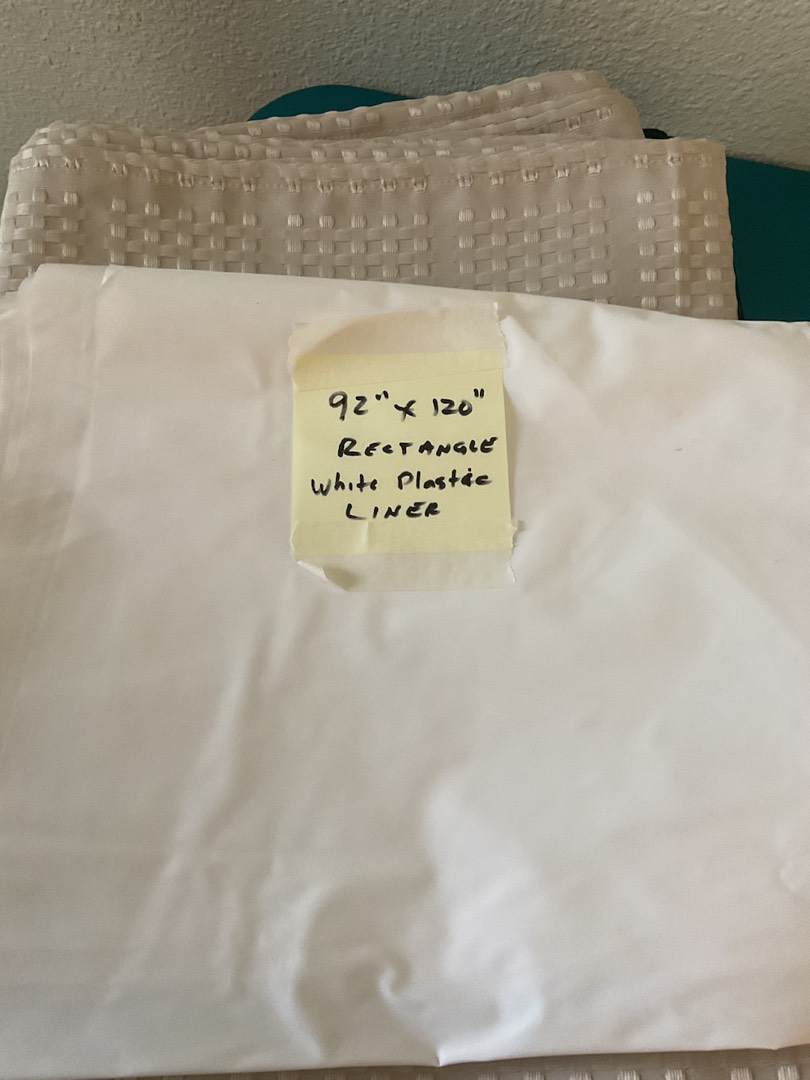 92" x 120"
RECTANGLE
White Plastic
LINER